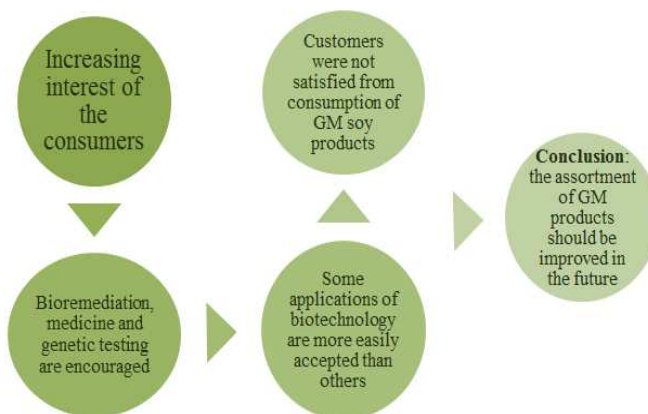 Increasing
interest of
the
consumers
Bioremediation,
medicine and
genetic testing
are encouraged
Some
applications of
biotechnology
are more easily
accepted than
others
Customers
were not
satisfied from
consumption of
GM soy
products
Conclusion:
the assortment
of GM
products
should be
improved in
the future